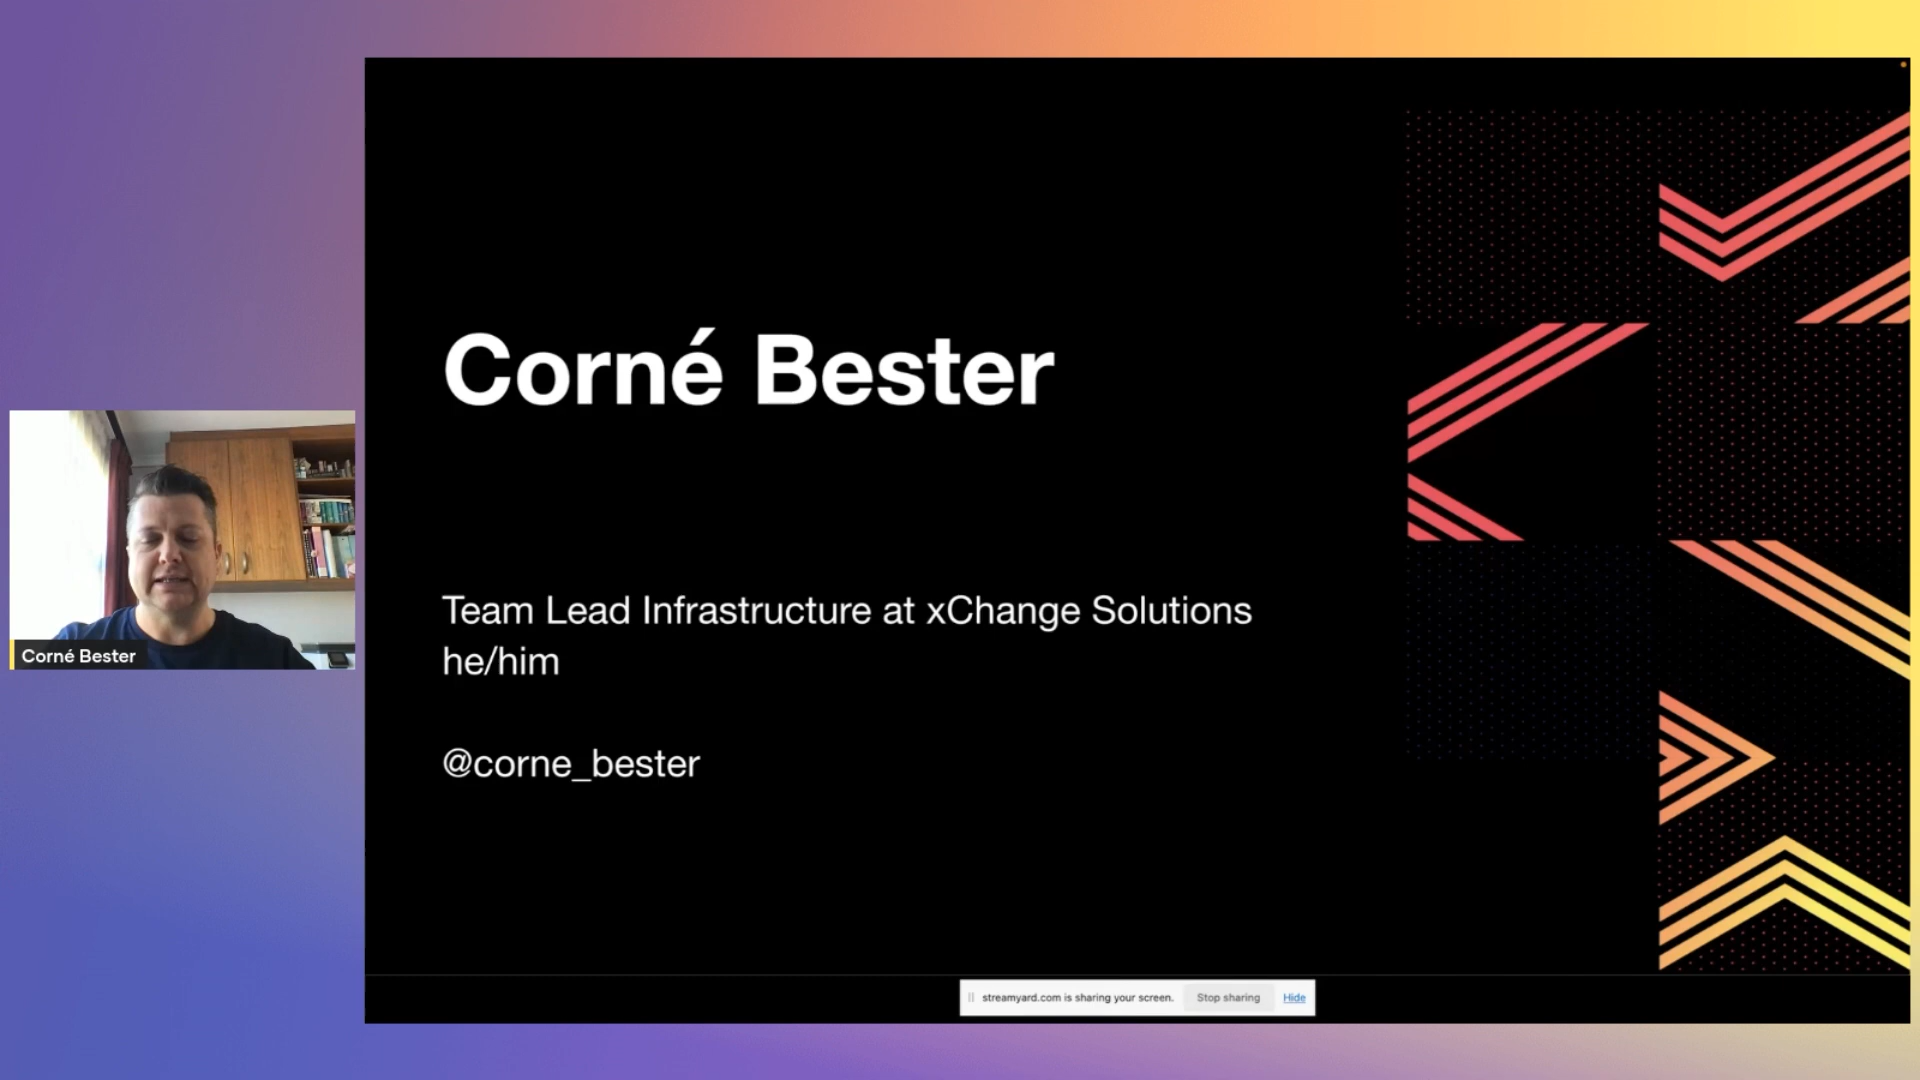 Corné Bester
Team Lead Infrastructure at xChange Solutions
he/him
@corne_bester
Corné Bester
streamyard.com is sharing your screen. Stop sharing Hide